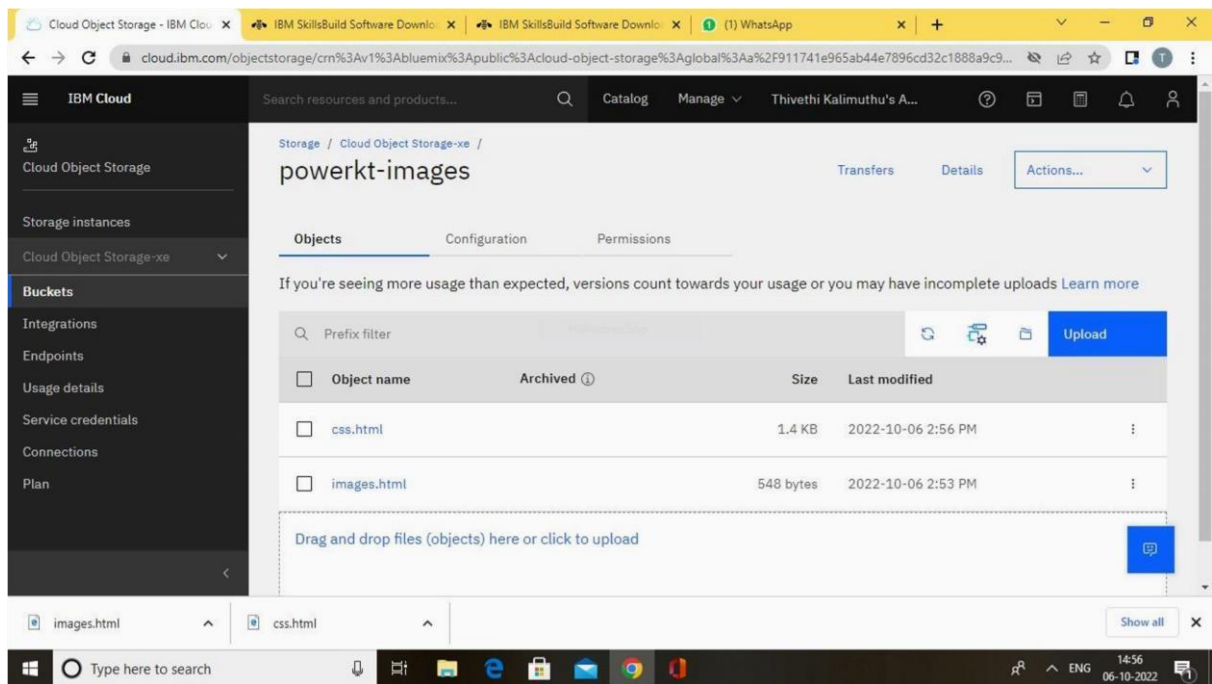 Cloud Object Storage - IBM Clou
IBM SkillsBuild Software Downlo
IBM SkillsBuild Software Downlo
(1) WhatsApp
cloud.ibm.com/objectstorage/crn%3Av1%3Abluemix%3Apublic%3Acloud-object-storage%3Aglobal%3Aa%2F911741e965ab44e7896cd32c1888a9c9...
T
IBM Cloud
Search resources and products...
Catalog
Manage
Thivethi Kalimuthu's A...
Cloud Object Storage
Storage instances
Cloud Object Storage-xe
Buckets
Integrations
Endpoints
Usage details
Service credentials
Connections
Plan
Storage / Cloud Object Storage-xe /
powerkt-images
Transfers
Details
Actions...
Objects
Configuration
Permissions
If you're seeing more usage than expected, versions count towards your usage or you may have incomplete uploads Learn more
Prefix filter
Upload
Object name Archived Size Last modified
css.html 1.4 KB 2022-10-06 2:56 PM
images.html 548 bytes 2022-10-06 2:53 PM
Drag and drop files (objects) here or click to upload
images.html
css.html
Show all
Type here to search
ENG
14:56
06-10-2022
1